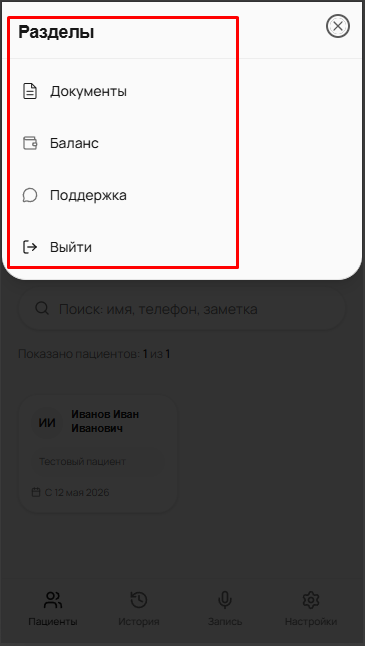 Разделы
Документы
Баланс
Поддержка
Выйти
Поиск: имя, телефон, заметка
Показано пациентов: 1 из 1
ИИ
Иванов Иван
Иванович
Тестовый пациент
С 12 мая 2026
Пациенты
История
Запись
Настройки